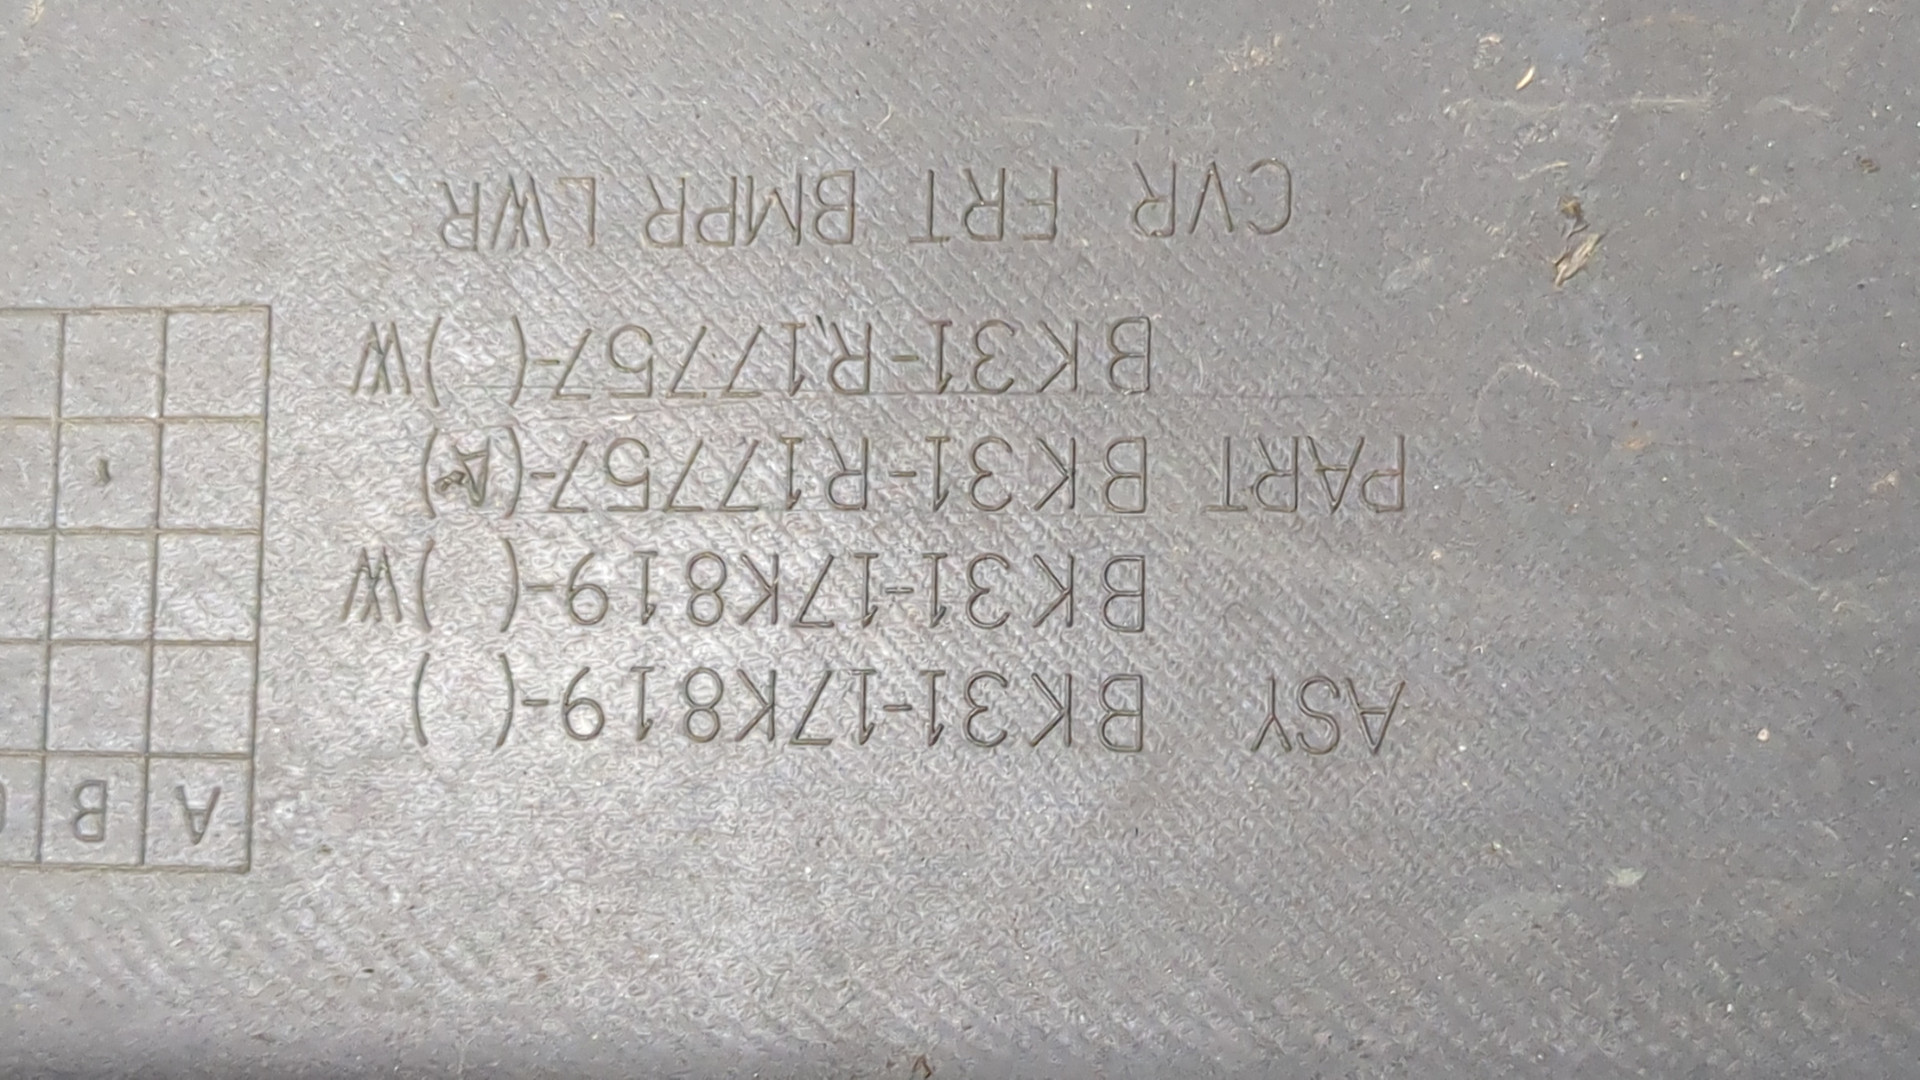 ASY BK31-17K819-( )
BK31-17K819-( )W
PART BK31-R17757-(A )
BK31-R17757-( )W
CVR FRT BMPR LWR
A B